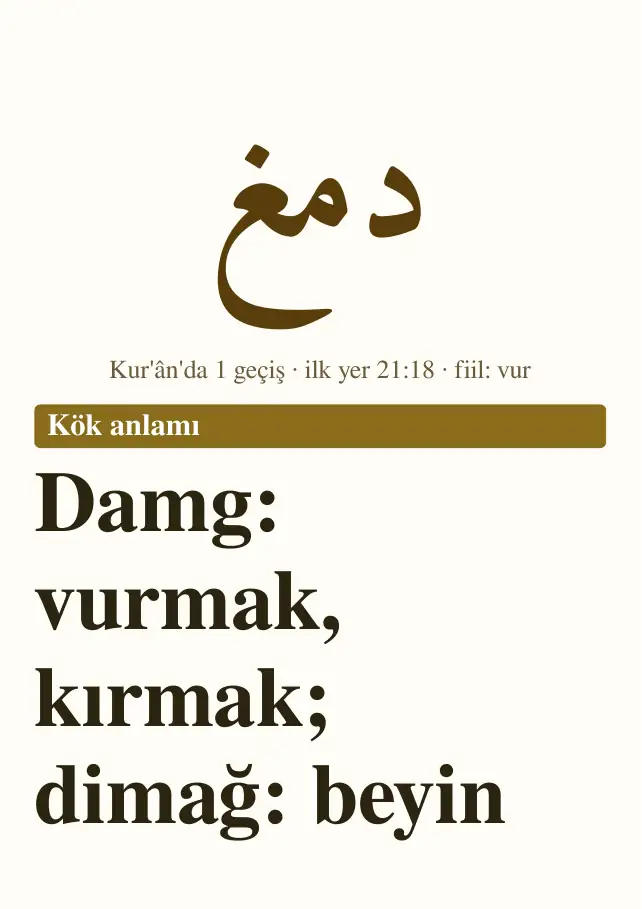 دمغ
Kur'ân'da 1 geçiş · ilk yer 21:18 · fiil: vur
Kök anlamı
Damg:
vurmak,
kırmak;
dimağ: beyin